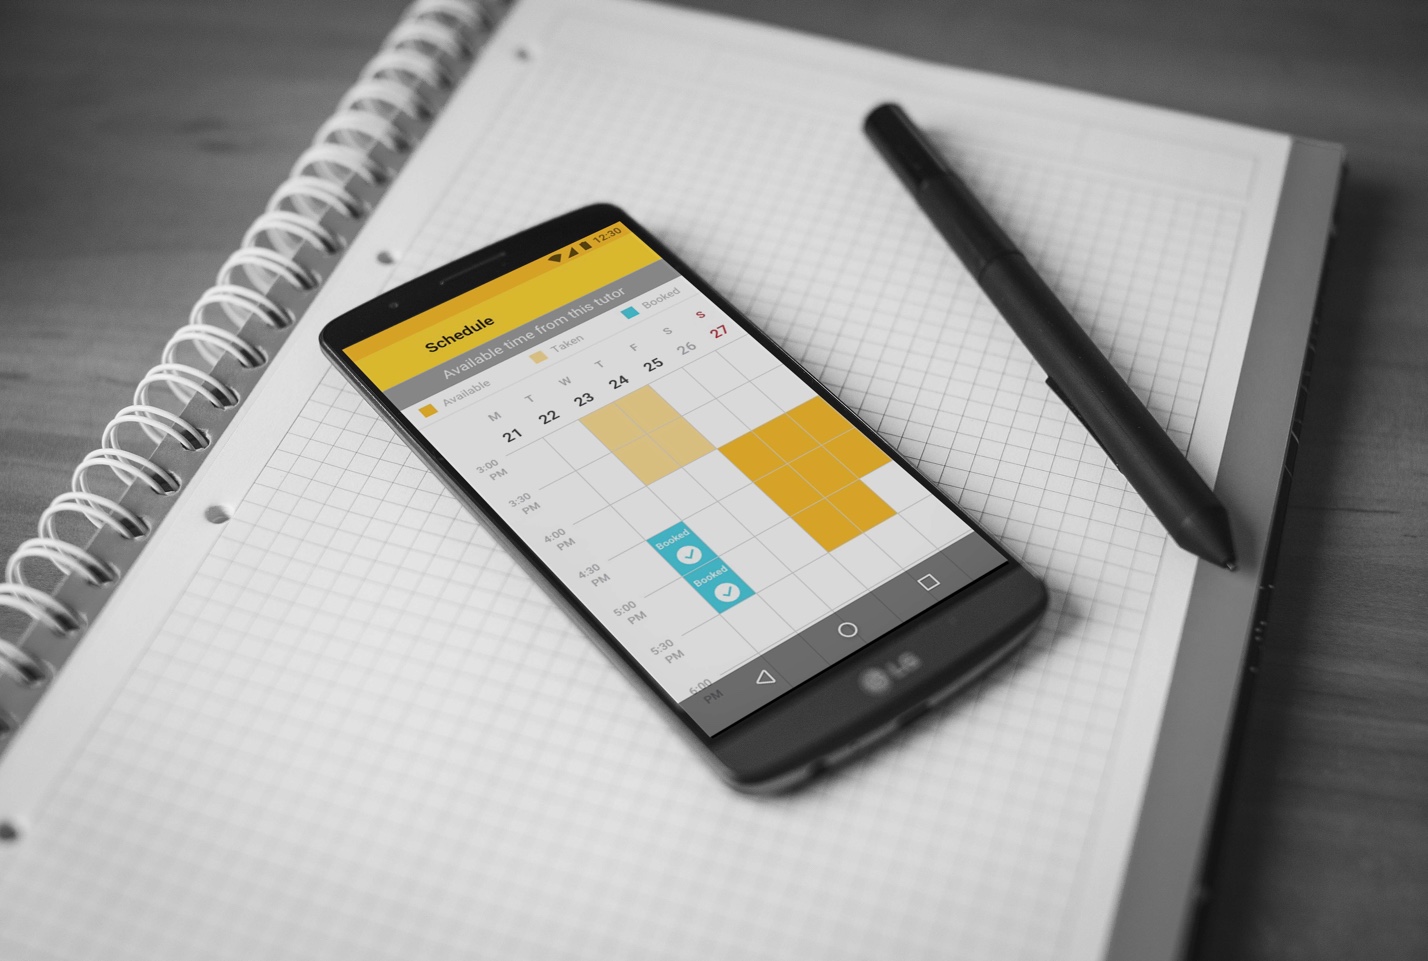 12:30
Schedule
Available time from this tutor
Available Taken Booked
M T W T F S S
21 22 23 24 25 26 27
3:00
PM
3:30
PM
4:00
PM
4:30
PM
Booked
5:00
PM
Booked
5:30
PM
6:00
PM
LG